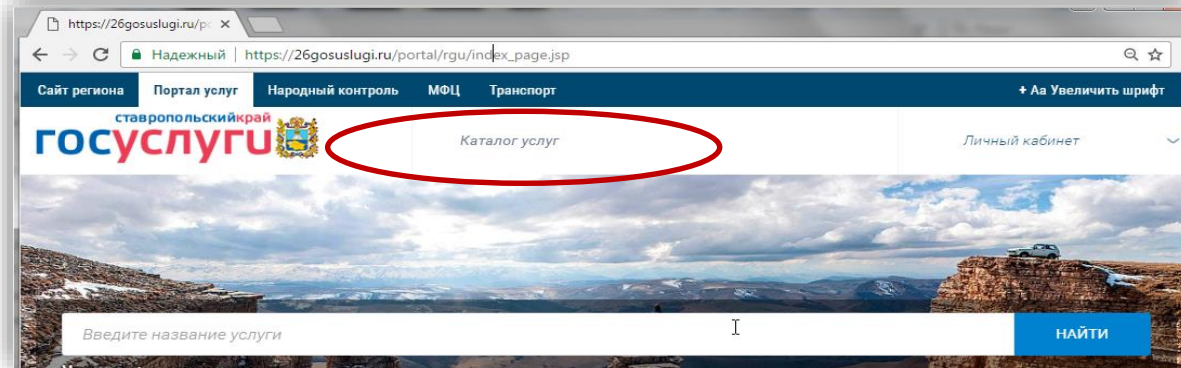 https://26gosuslugi.ru/p
Надежный | https://26gosuslugi.ru/portal/rgu/index_page.jsp
Сайт региона Портал услуг Народный контроль МФЦ Транспорт + Аа Увеличить шрифт
ставропольскийкрай
госуслуги
Каталог услуг Личный кабинет
Введите название услуги НАЙТИ